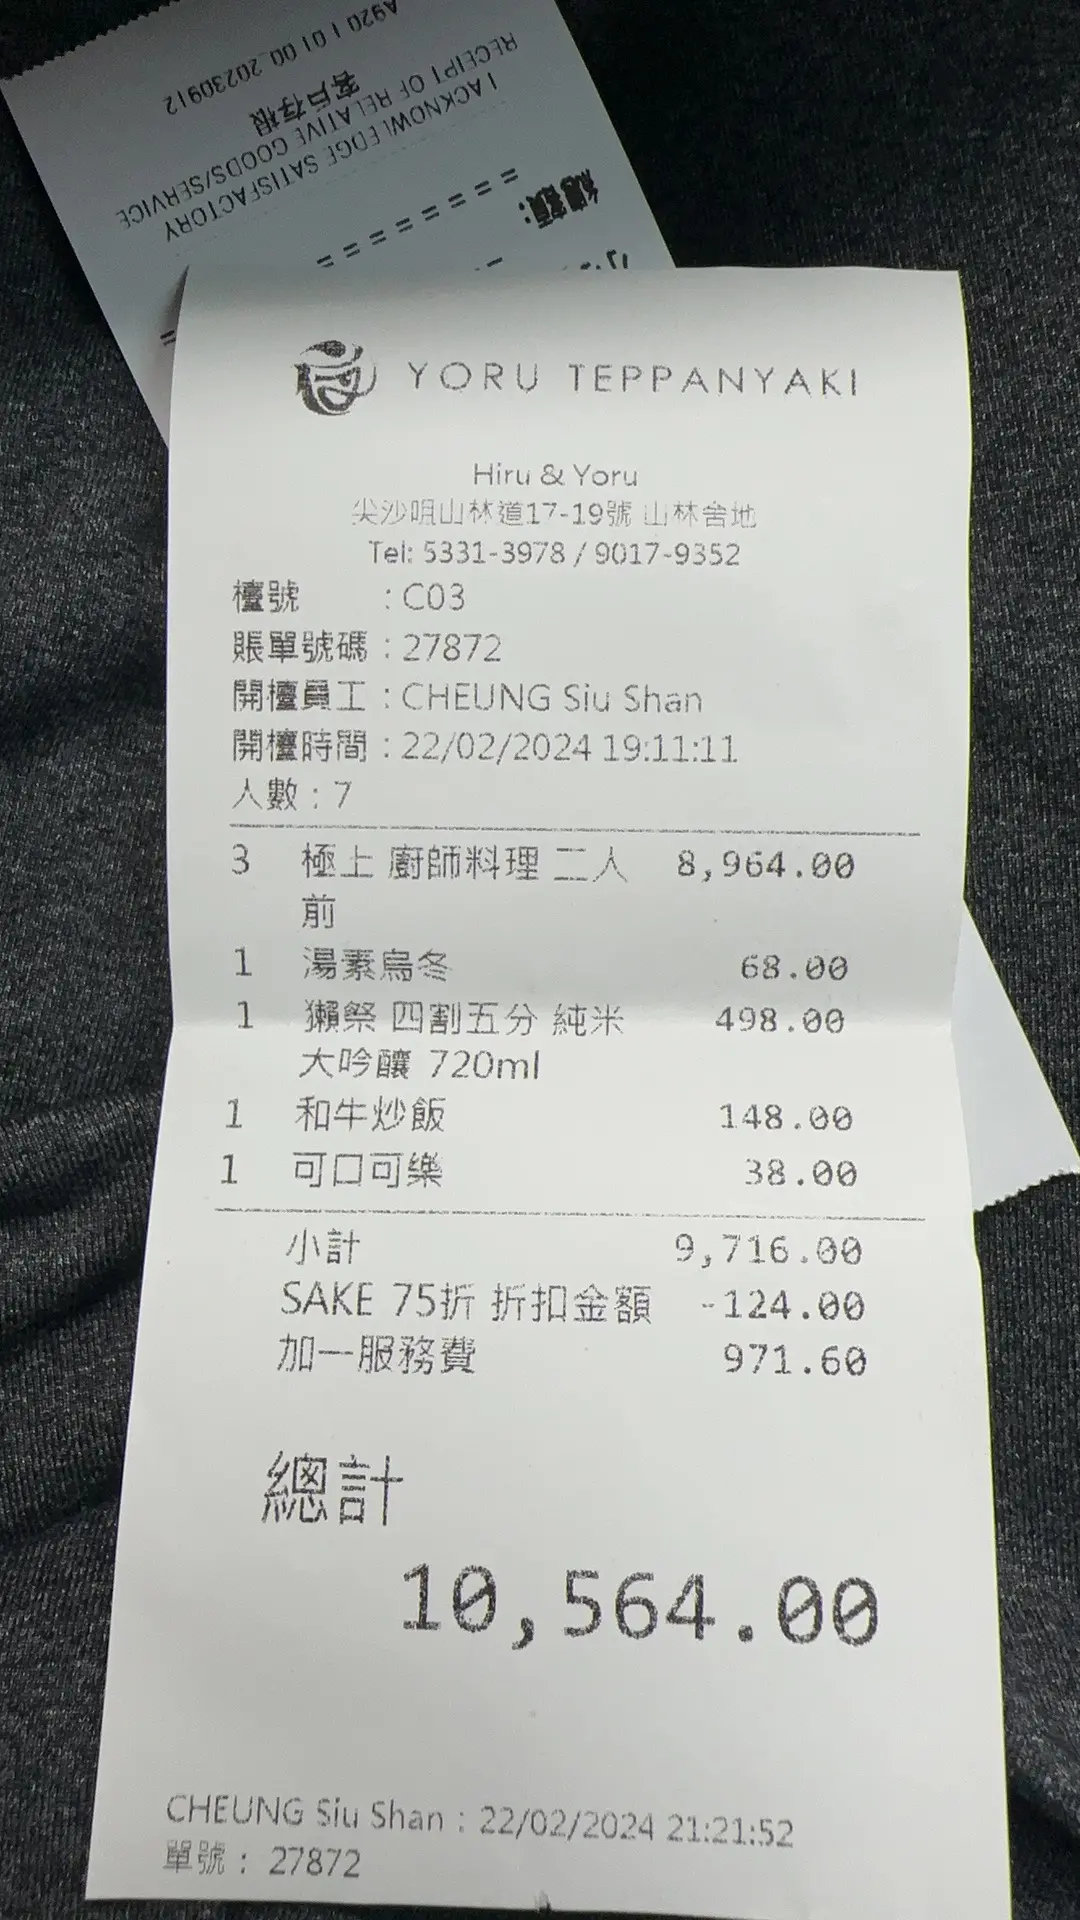 A920 I 01 00_20230912
客戶存根
RECEIPT OF RELATIVE GOODS/SERVICE
I ACKNOWLEDGE SATISFACTORY
總額:
YORU TEPPANYAKI
Hiru & Yoru
尖沙咀山林道17-19號 山林舍地
Tel: 5331-3978 / 9017-9352
檯號 : C03
賬單號碼 : 27872
開檯員工 : CHEUNG Siu Shan
開檯時間 : 22/02/2024 19:11:11
人數 : 7
3 極上 廚師料理 二人 8,964.00
前
1 湯素烏冬 68.00
1 獺祭 四割五分 純米 498.00
大吟釀 720ml
1 和牛炒飯 148.00
1 可口可樂 38.00
小計 9,716.00
SAKE 75折 折扣金額 -124.00
加一服務費 971.60
總計
10,564.00
CHEUNG Siu Shan : 22/02/2024 21:21:52
單號 : 27872